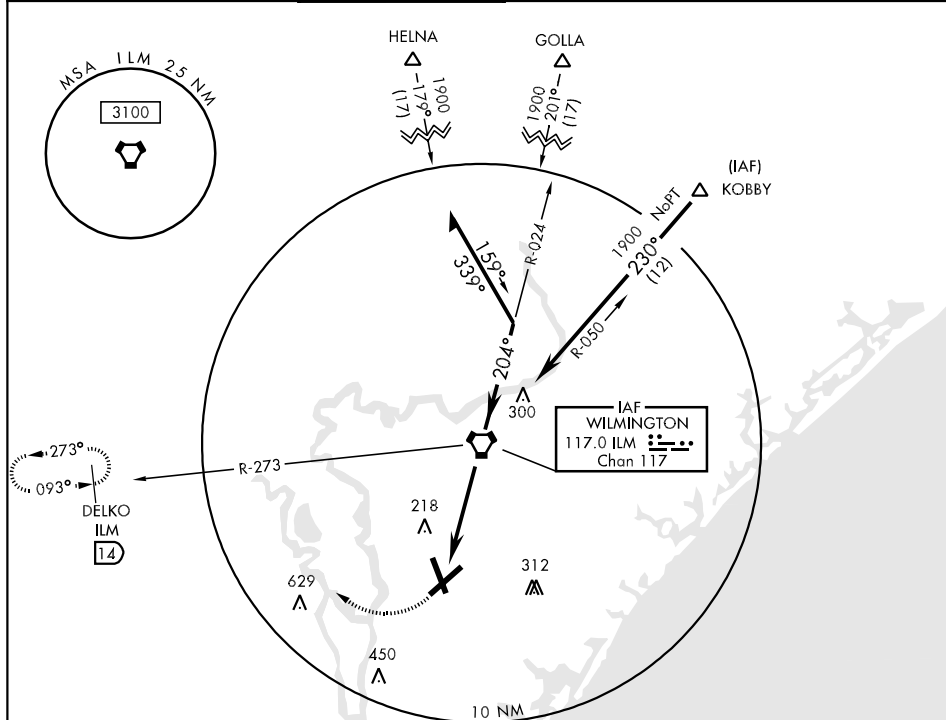 MSA ILM 25 NM
3100
HELNA
1900
179°
(17)
GOLLA
1900
201°
(17)
(IAF)
KOBBY
1900 NoPT
230°
(12)
R-024
159°
339°
R-050
204°
300
IAF
WILMINGTON
117.0 ILM
Chan 117
273°
093°
R-273
DELKO
ILM
14
218
629
312
450
10 NM